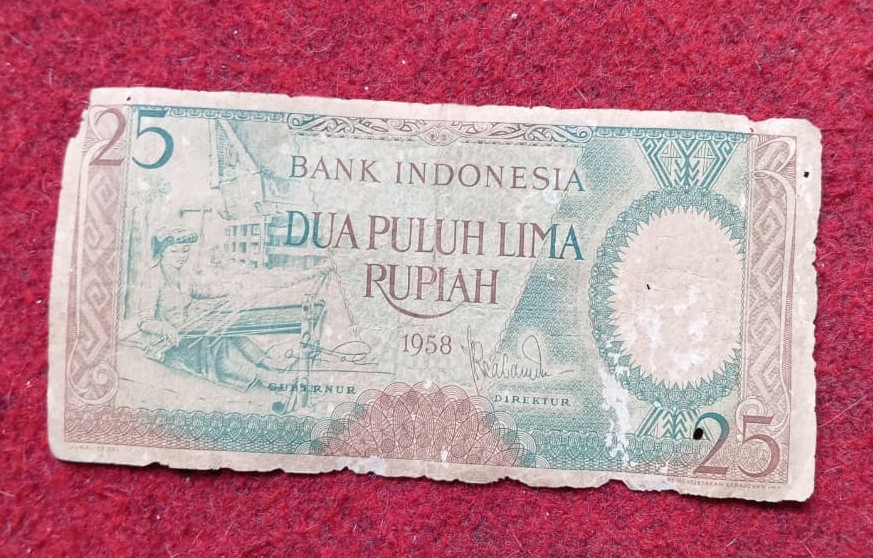 25
BANK INDONESIA
DUA PULUH LIMA
RUPIAH
1958
GUBERNUR
DIREKTUR
25